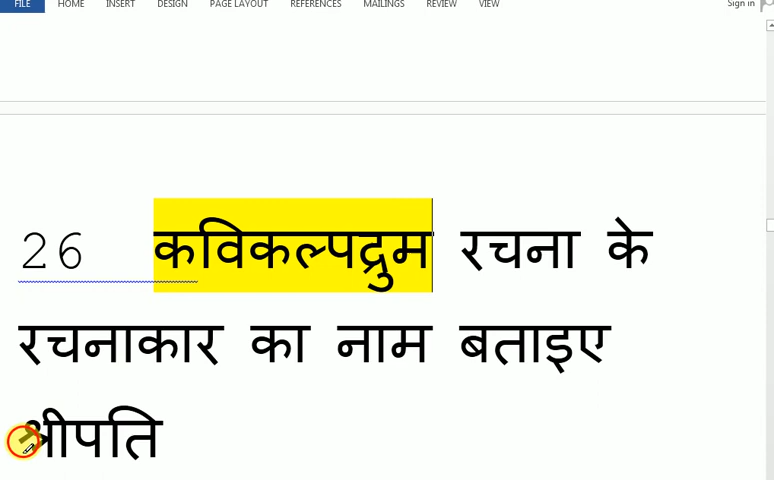 FILE HOME INSERT DESIGN PAGE LAYOUT REFERENCES MAILINGS REVIEW VIEW Sign in
26 कविकल्पद्रुम रचना के
रचनाकार का नाम बताइए
श्रीपति